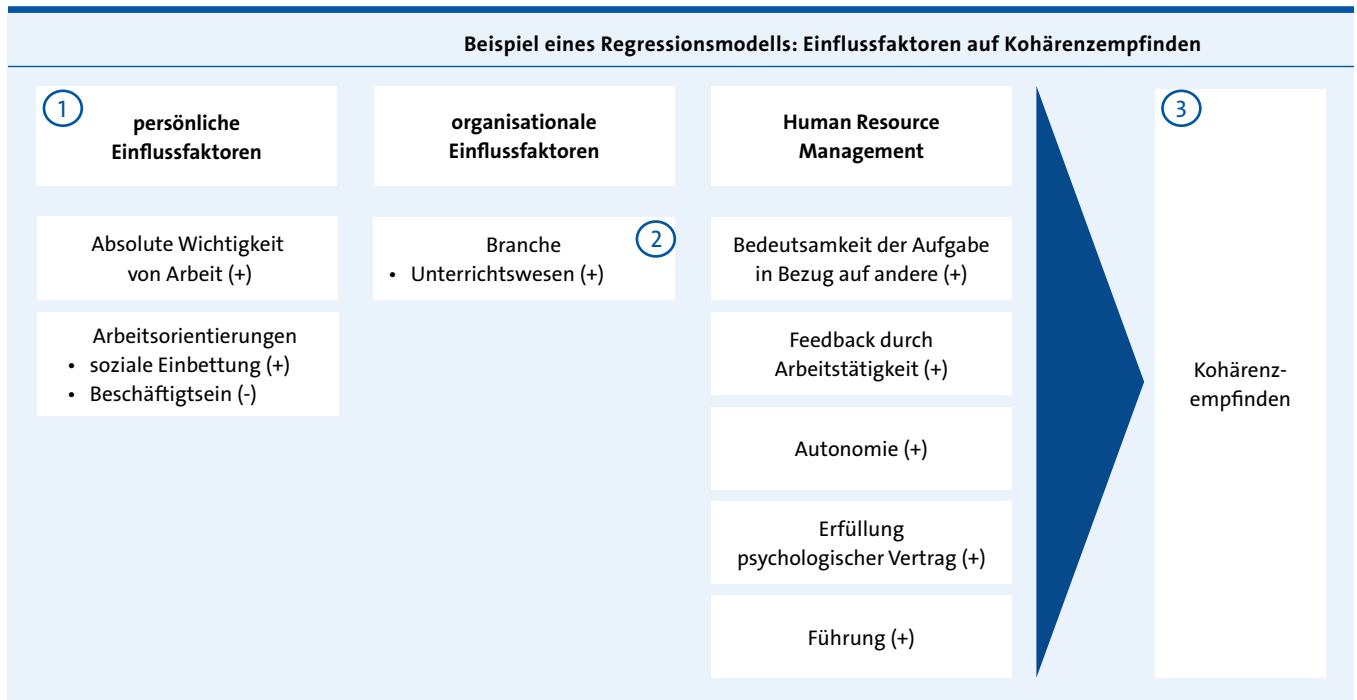 Beispiel eines Regressionsmodells: Einflussfaktoren auf Kohärenzempfinden
1
persönliche
Einflussfaktoren
Absolute Wichtigkeit
von Arbeit (+)
Arbeitsorientierungen
• soziale Einbettung (+)
• Beschäftigtsein (-)
organisationale
Einflussfaktoren
2
Branche
• Unterrichtswesen (+)
Human Resource
Management
Bedeutsamkeit der Aufgabe
in Bezug auf andere (+)
Feedback durch
Arbeitstätigkeit (+)
Autonomie (+)
Erfüllung
psychologischer Vertrag (+)
Führung (+)
3
Kohärenz-
empfinden